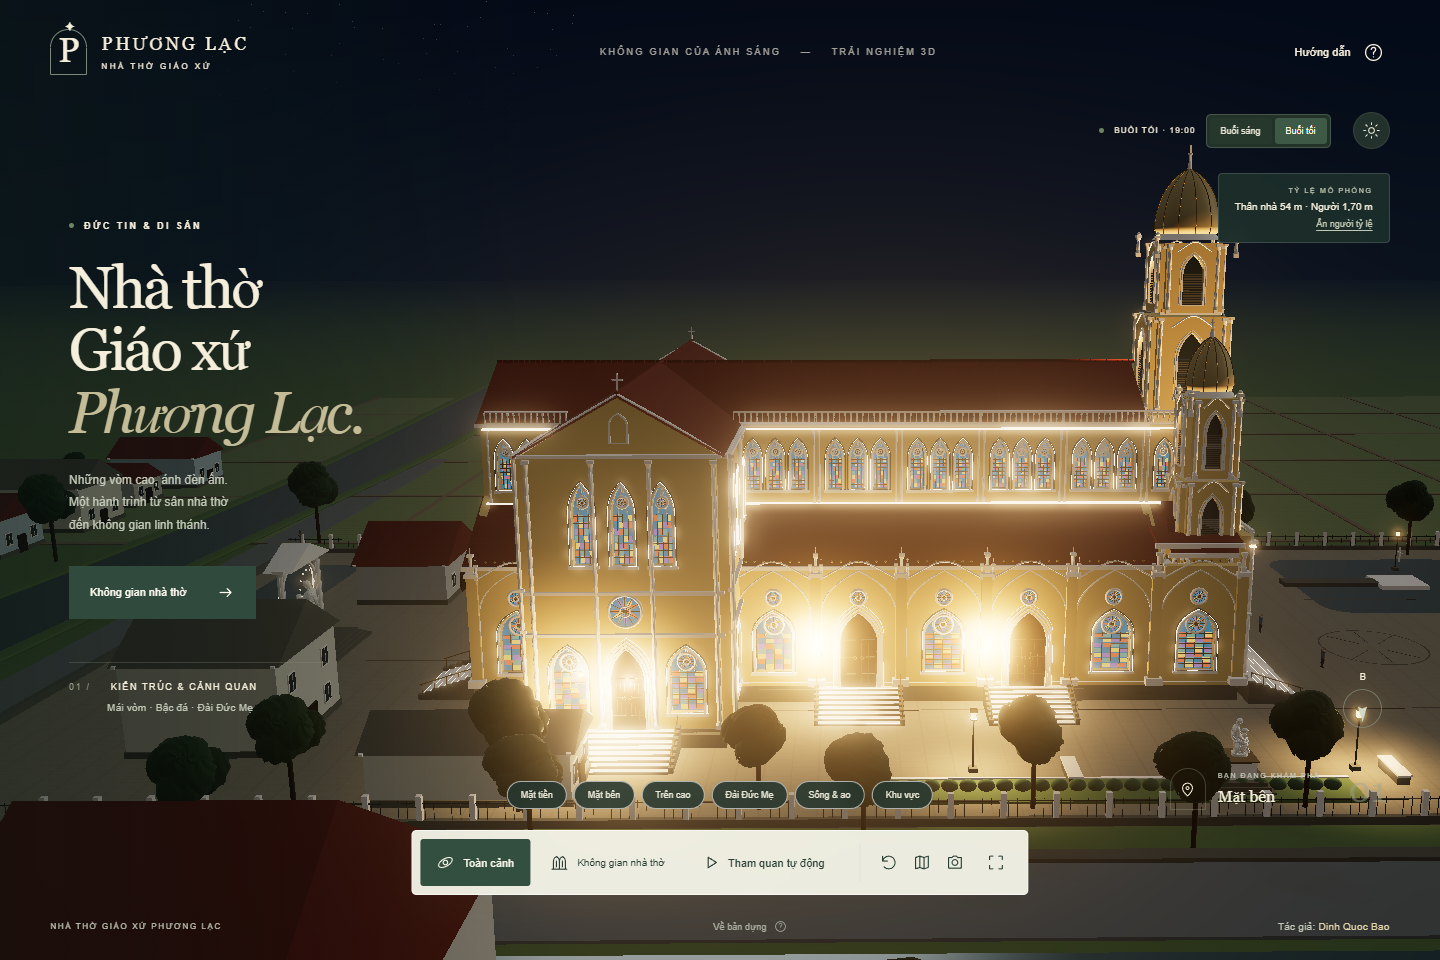 P
PHƯƠNG LẠC
NHÀ THỜ GIÁO XỨ
KHÔNG GIAN CỦA ÁNH SÁNG — TRẢI NGHIỆM 3D
Hướng dẫn ?
BUỔI TỐI · 19:00
Buổi sáng
Buổi tối
TỶ LỆ MÔ PHỎNG
Thân nhà 54 m · Người 1,70 m
Ẩn người tỷ lệ
ĐỨC TIN & DI SẢN
Nhà thờ
Giáo xứ
Phương Lạc.
Những vòm cao, ánh đèn ấm.
Một hành trình từ sân nhà thờ
đến không gian linh thánh.
Không gian nhà thờ →
01 / KIẾN TRÚC & CẢNH QUAN
Mái vòm · Bậc đá · Đài Đức Mẹ
B
BẠN ĐANG KHÁM PHÁ
Mặt bên
Mặt tiền
Mặt bên
Trên cao
Đài Đức Mẹ
Sông & ao
Khu vực
Toàn cảnh
Không gian nhà thờ
Tham quan tự động
NHÀ THỜ GIÁO XỨ PHƯƠNG LẠC
Về bản dựng ?
Tác giả: Dinh Quoc Bao